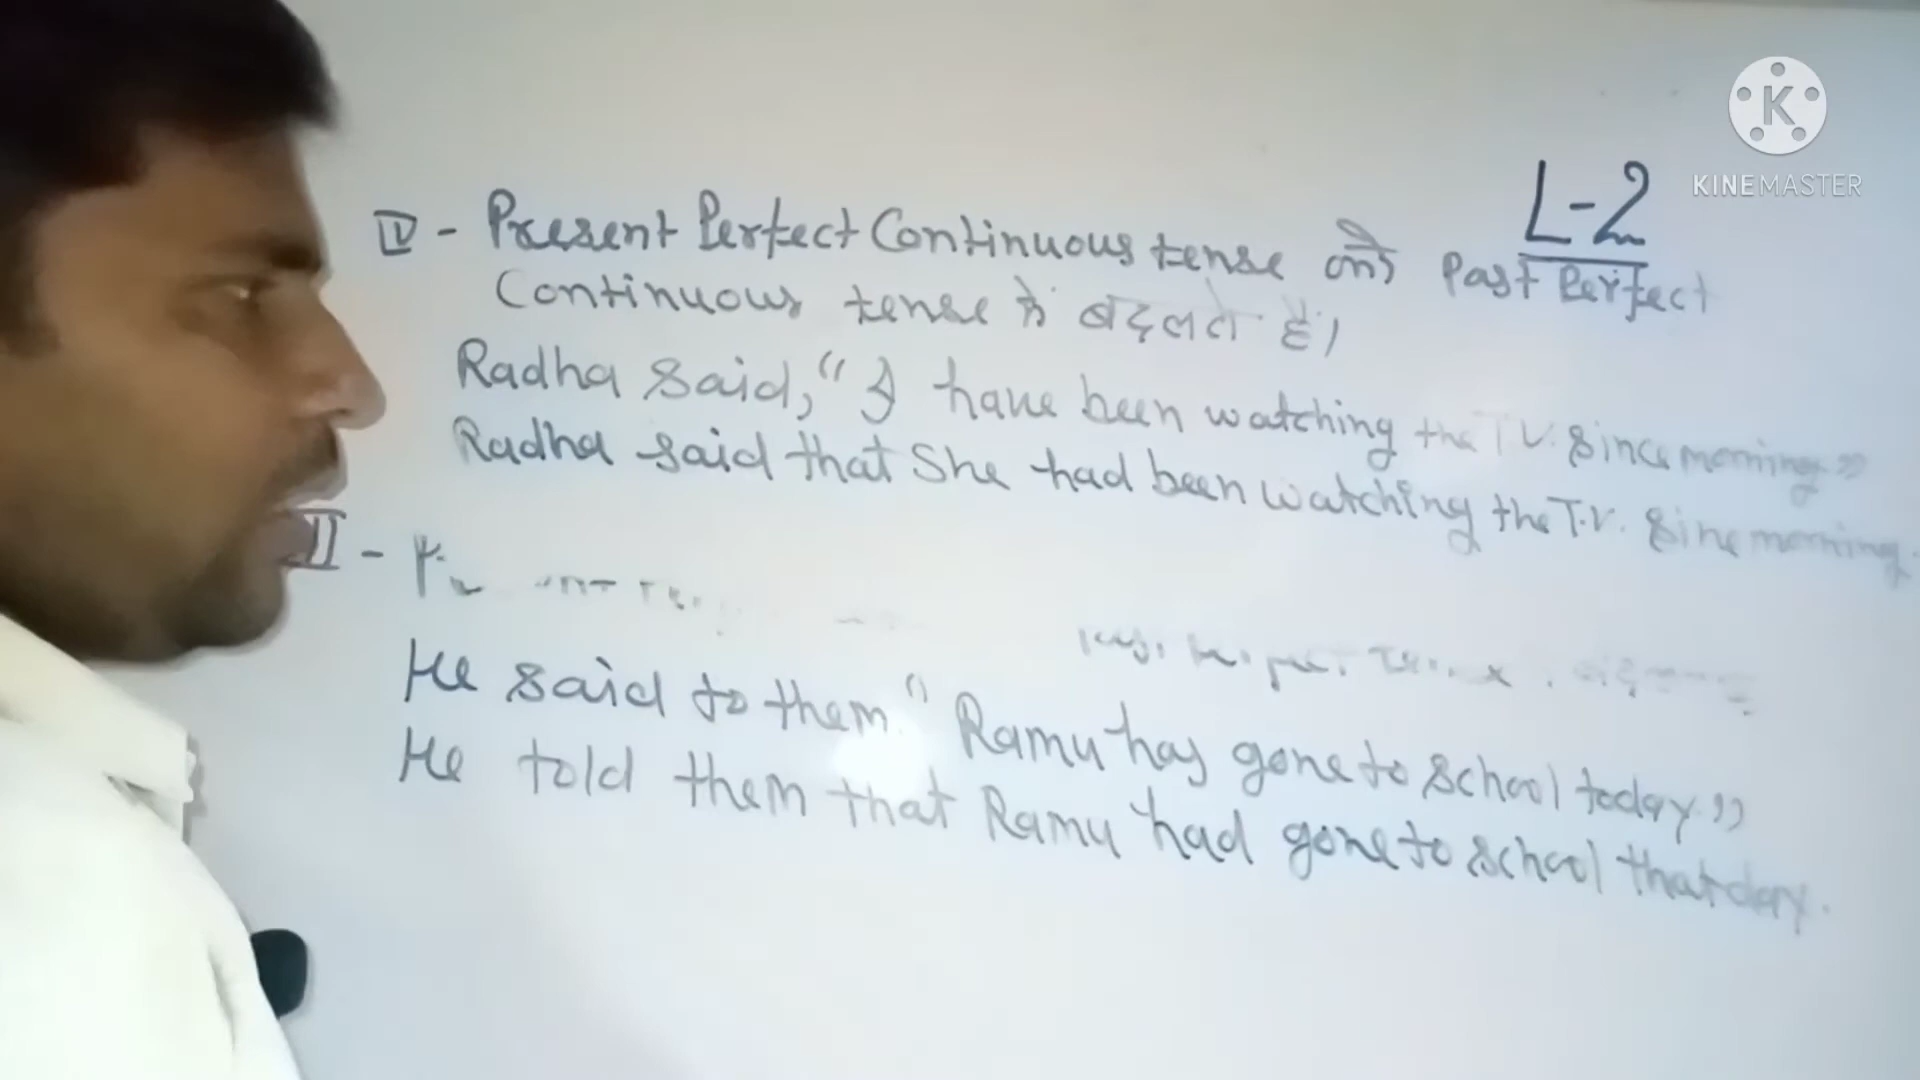 L-2
KINEMASTER
IV - Present Perfect Continuous tense को Past Perfect
Continuous tense में बदलते हैं।
Radha said, "I have been watching the T.V. Since morning"
Radha said that She had been watching the T.V. Sine morning.
II -
He said to them "Ramu has gone to school today."
He told them that Ramu had gone to school that day.